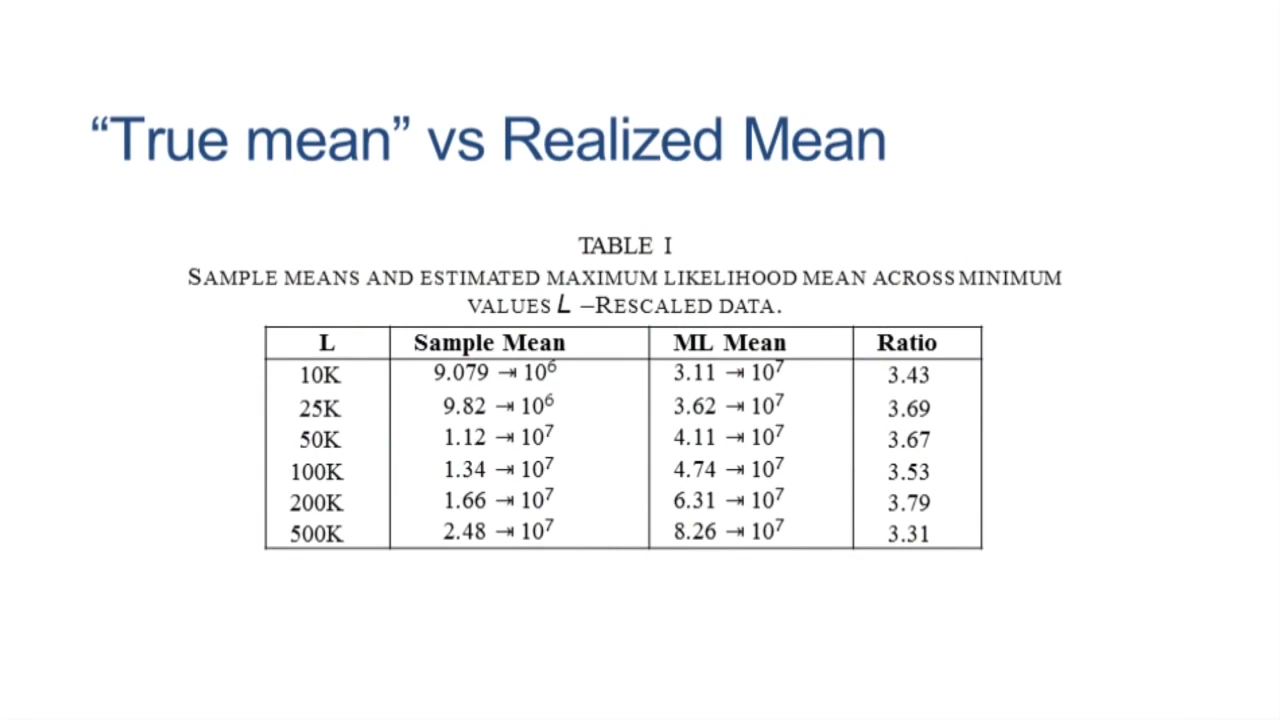 “True mean” vs Realized Mean
TABLE I
SAMPLE MEANS AND ESTIMATED MAXIMUM LIKELIHOOD MEAN ACROSS MINIMUM
VALUES L –RESCALED DATA.
L Sample Mean ML Mean Ratio
10K 9.079 ⇥ 10⁶ 3.11 ⇥ 10⁷ 3.43
25K 9.82 ⇥ 10⁶ 3.62 ⇥ 10⁷ 3.69
50K 1.12 ⇥ 10⁷ 4.11 ⇥ 10⁷ 3.67
100K 1.34 ⇥ 10⁷ 4.74 ⇥ 10⁷ 3.53
200K 1.66 ⇥ 10⁷ 6.31 ⇥ 10⁷ 3.79
500K 2.48 ⇥ 10⁷ 8.26 ⇥ 10⁷ 3.31